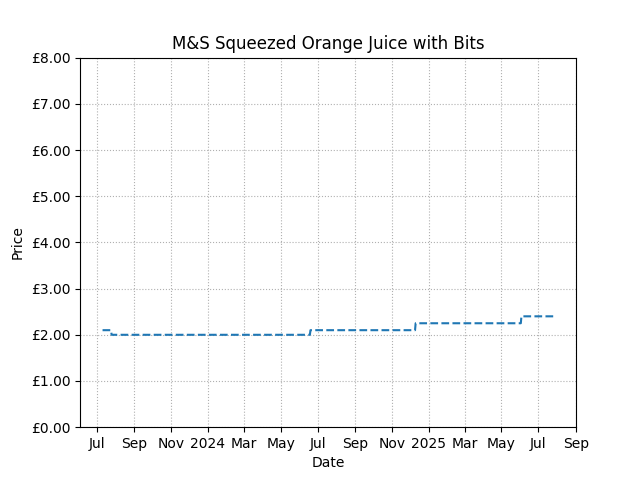 M&S Squeezed Orange Juice with Bits
£8.00
£7.00
£6.00
£5.00
£4.00
£3.00
£2.00
£1.00
£0.00
Price
Jul Sep Nov 2024 Mar May Jul Sep Nov 2025 Mar May Jul Sep
Date